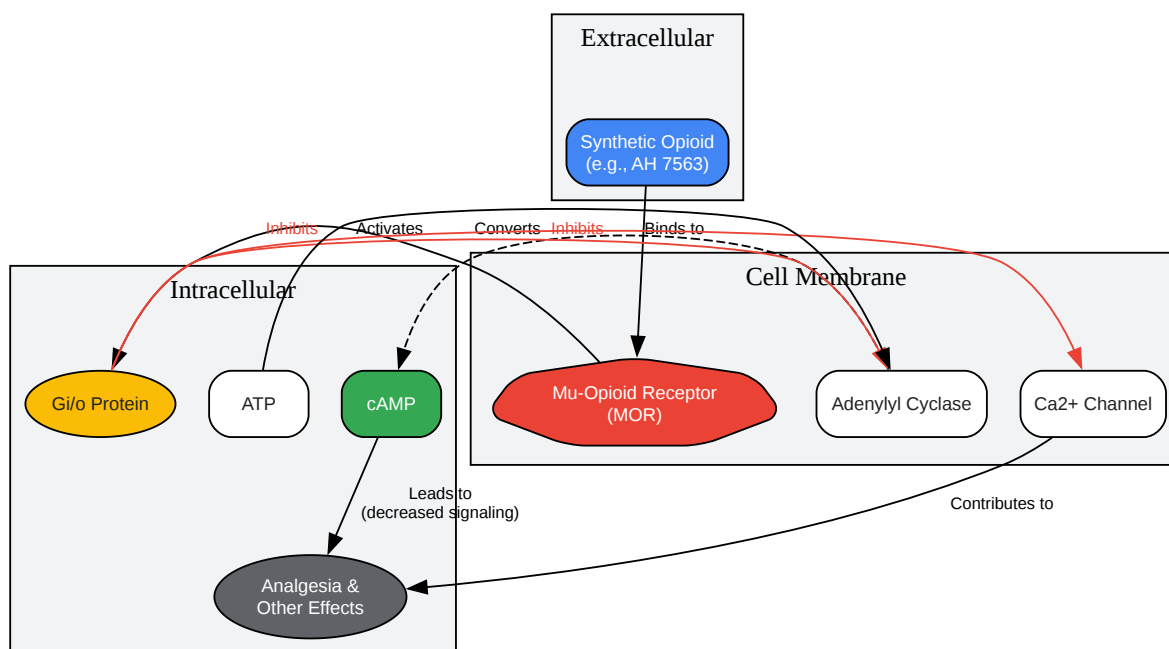 Extracellular
Synthetic Opioid
(e.g., AH 7563)
Inhibits
Activates
Converts
Inhibits
Binds to
Intracellular
Cell Membrane
Gi/o Protein
ATP
cAMP
Mu-Opioid Receptor
(MOR)
Adenylyl Cyclase
Ca2+ Channel
Leads to
(decreased signaling)
Contributes to
Analgesia &
Other Effects